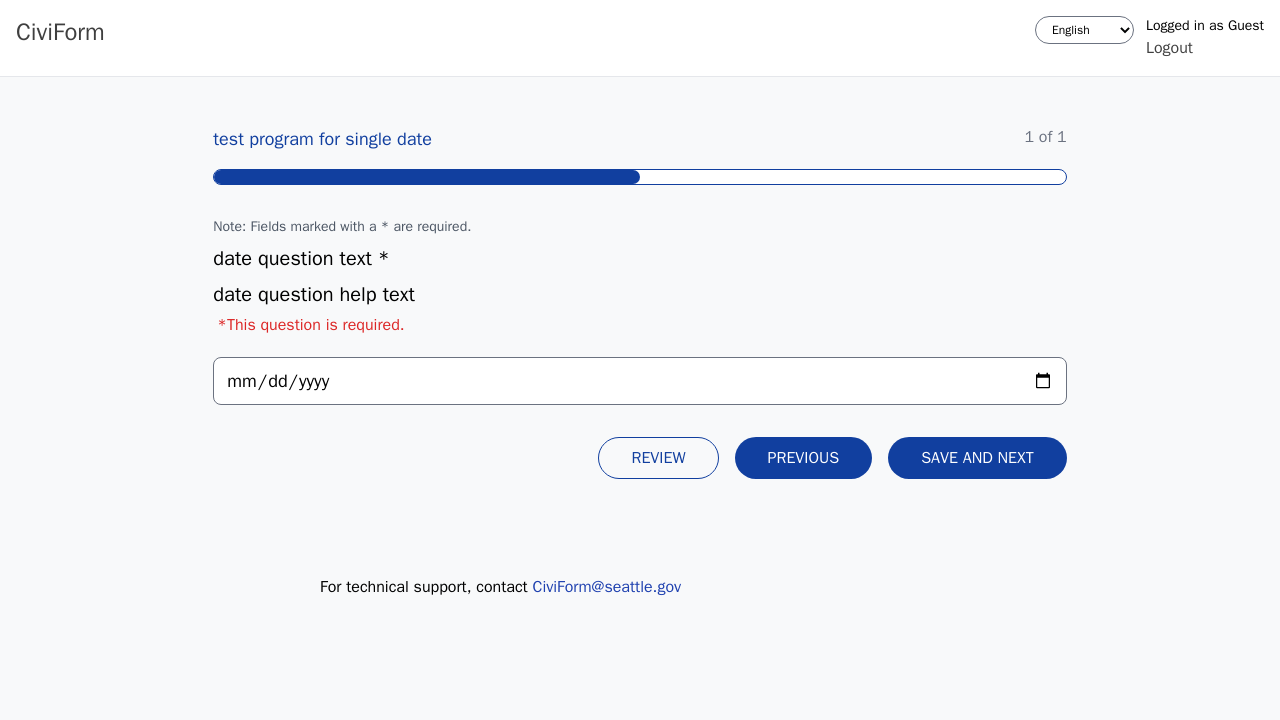 CiviForm
English
Logged in as Guest
Logout
test program for single date
1 of 1
Note: Fields marked with a * are required.
date question text *
date question help text
*This question is required.
mm/dd/yyyy
REVIEW
PREVIOUS
SAVE AND NEXT
For technical support, contact CiviForm@seattle.gov